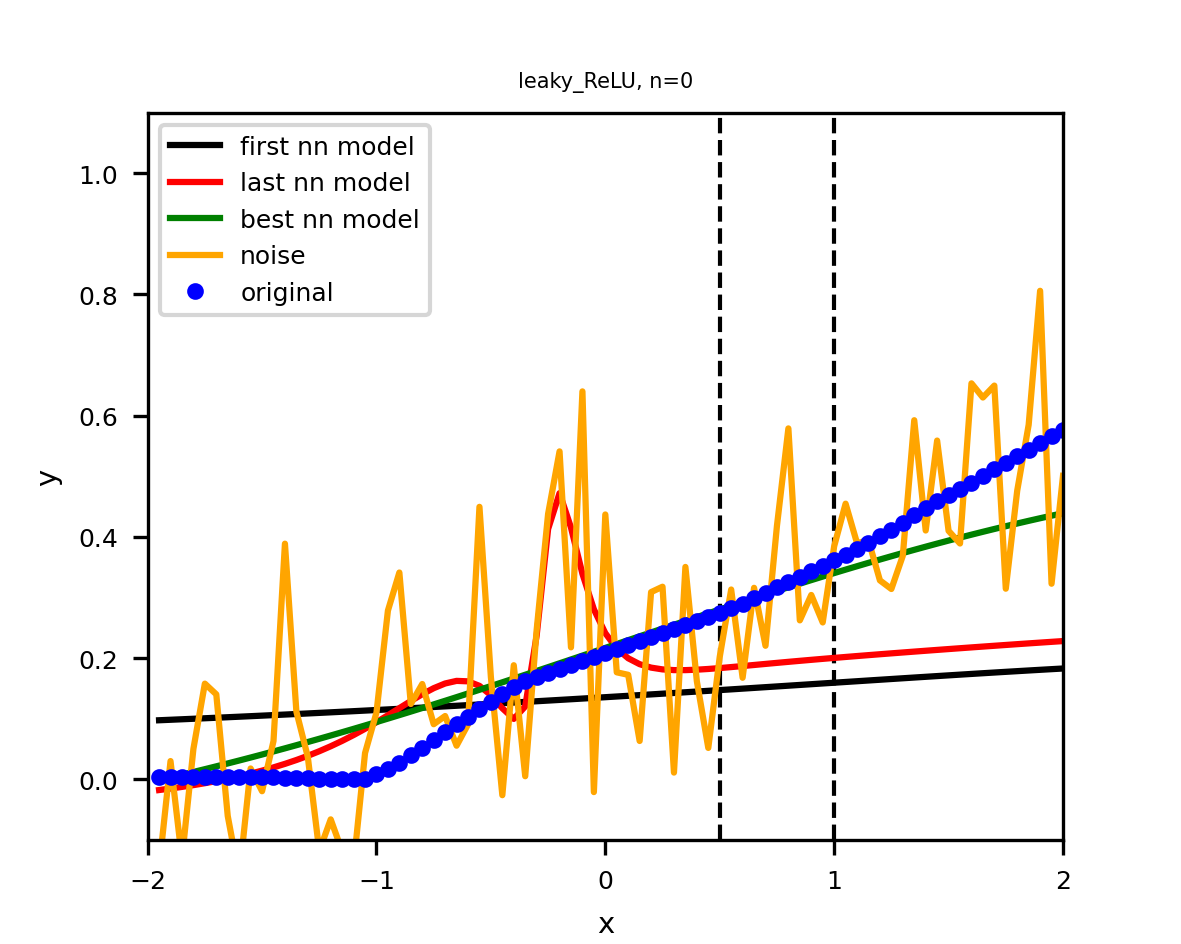 leaky_ReLU, n=0
first nn model
last nn model
best nn model
noise
original
1.0
0.8
0.6
0.4
0.2
0.0
y
−2
−1
0
1
2
x